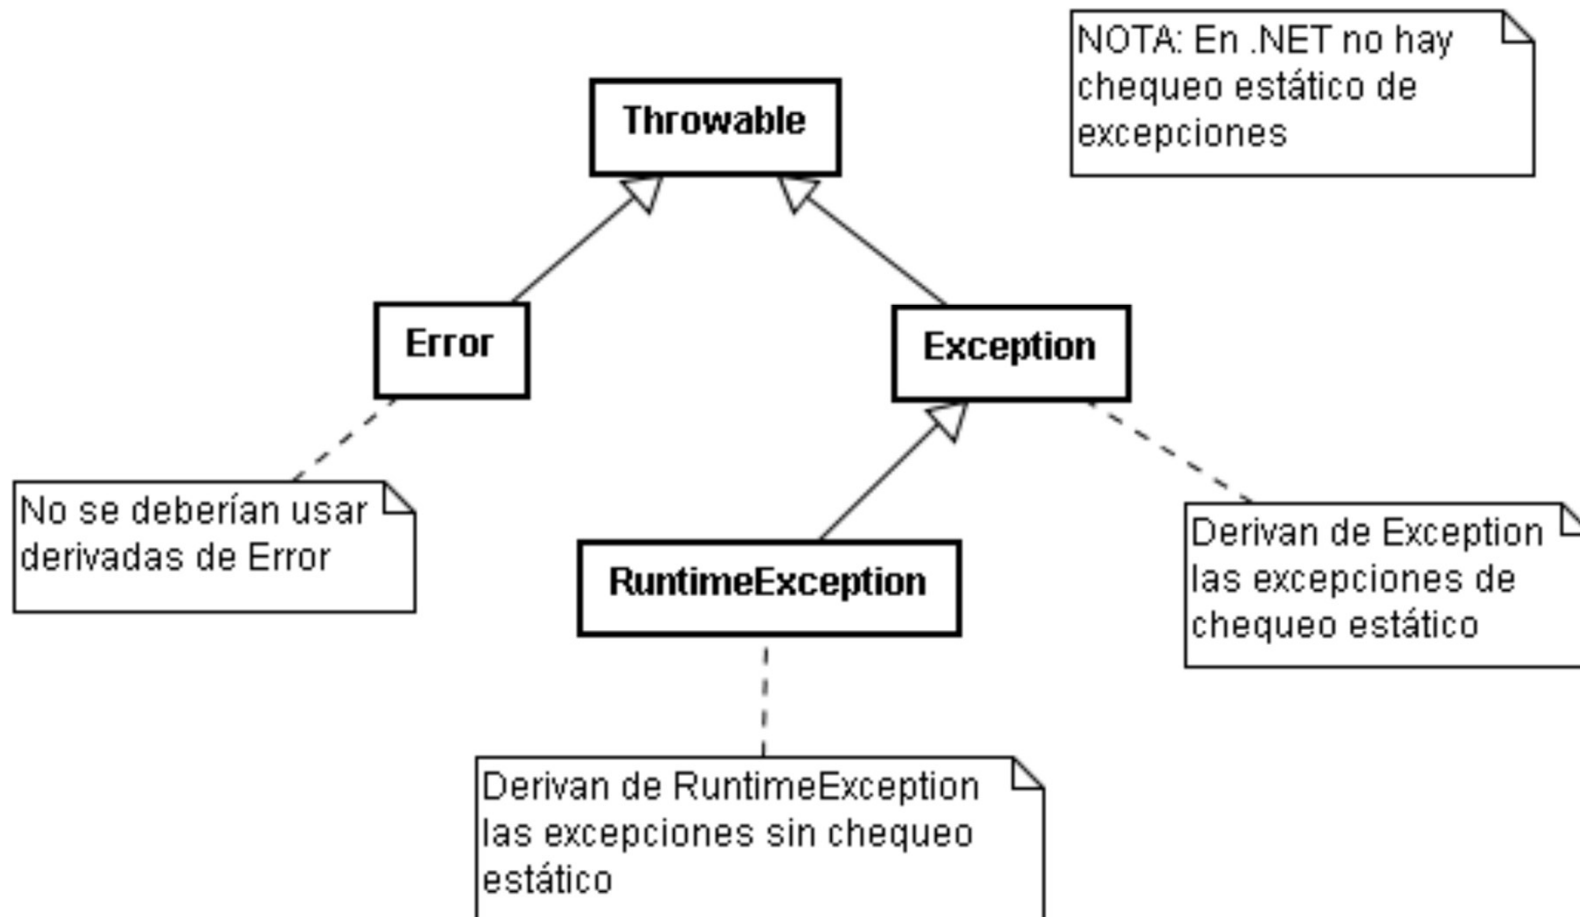 NOTA: En .NET no hay
chequeo estático de
excepciones
Throwable
Error
Exception
No se deberían usar
derivadas de Error
RuntimeException
Derivan de Exception
las excepciones de
chequeo estático
Derivan de RuntimeException
las excepciones sin chequeo
estático